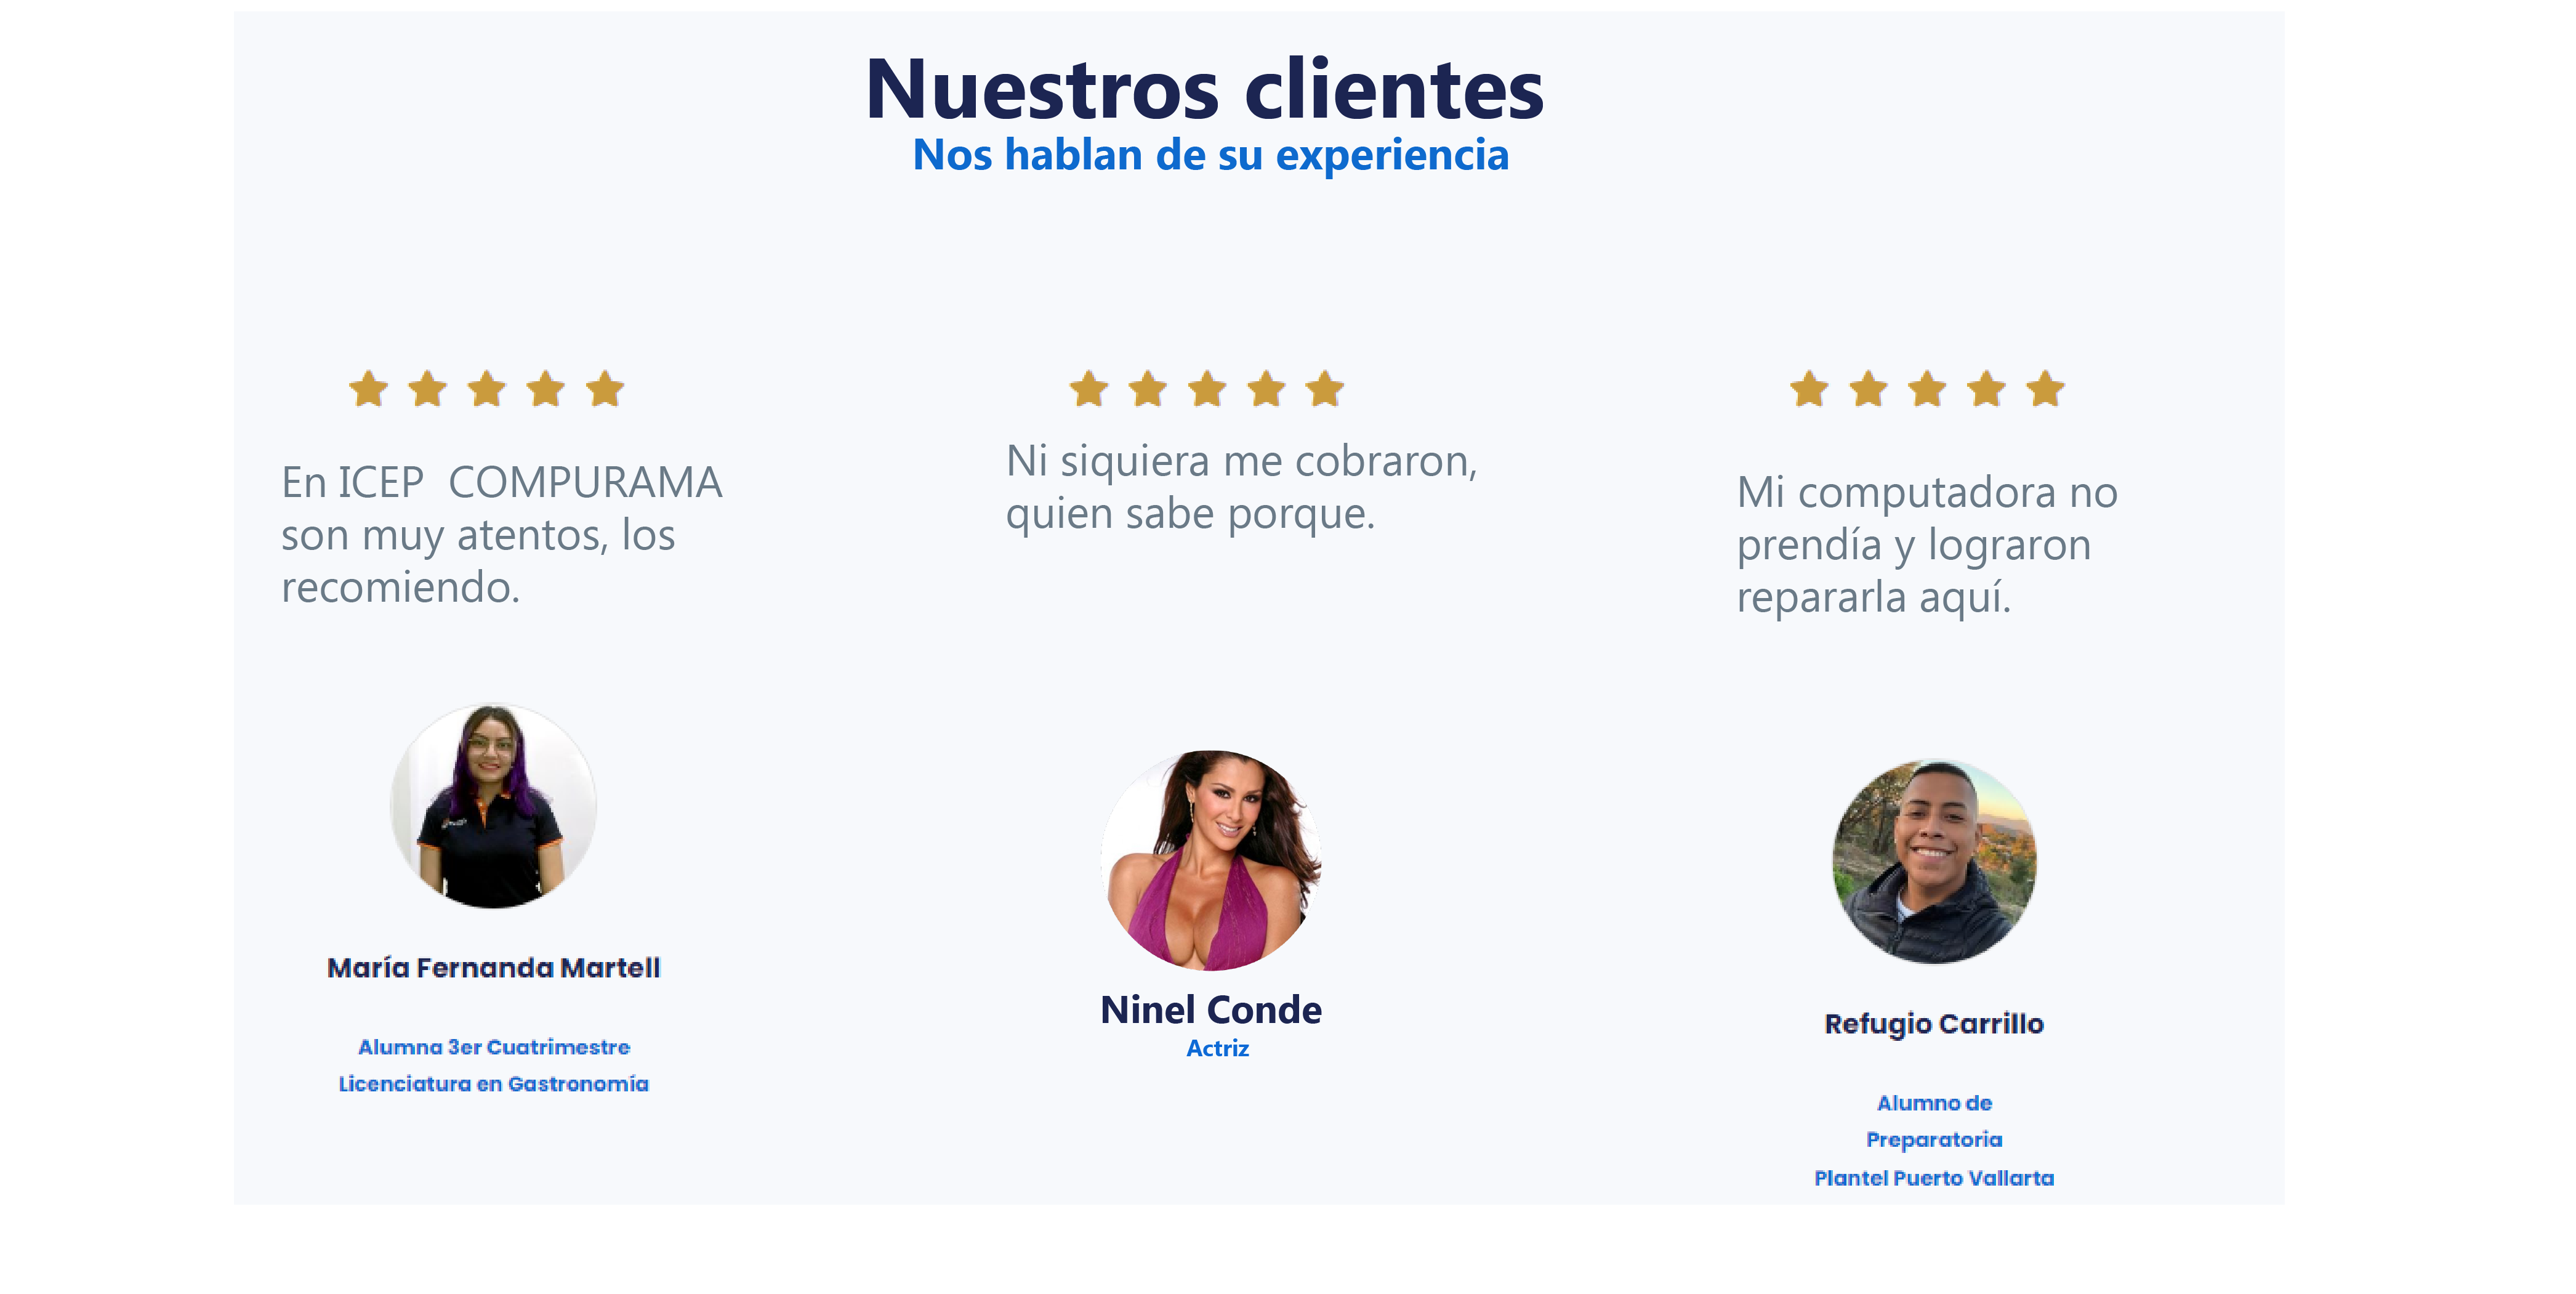 Nuestros clientes
Nos hablan de su experiencia
En ICEP  COMPURAMA
son muy atentos, los
recomiendo.
María Fernanda Martell
Alumna 3er Cuatrimestre
Licenciatura en Gastronomía
Ni siquiera me cobraron,
quien sabe porque.
Ninel Conde
Actriz
Mi computadora no
prendía y lograron
repararla aquí.
Refugio Carrillo
Alumno de
Preparatoria
Plantel Puerto Vallarta